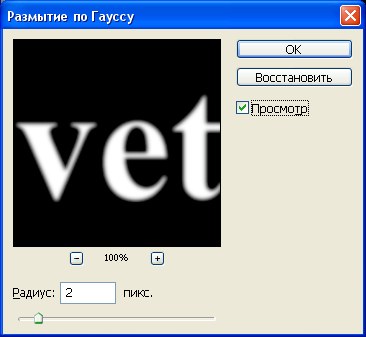 Размытие по Гауссу
vet
OK
Восстановить
Просмотр
100%
Радиус: 2 пикс.